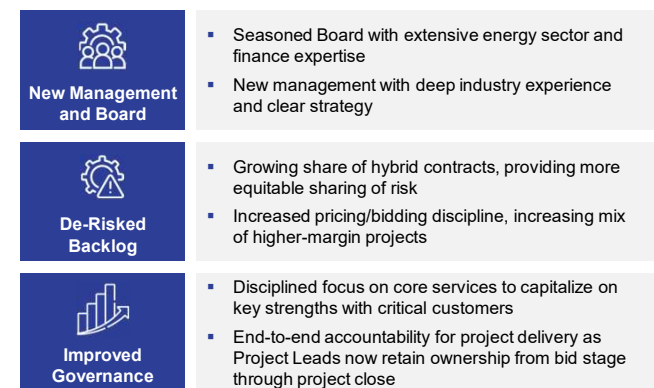 New Management
and Board
▪ Seasoned Board with extensive energy sector and
finance expertise
▪ New management with deep industry experience
and clear strategy
De-Risked
Backlog
▪ Growing share of hybrid contracts, providing more
equitable sharing of risk
▪ Increased pricing/bidding discipline, increasing mix
of higher-margin projects
Improved
Governance
▪ Disciplined focus on core services to capitalize on
key strengths with critical customers
▪ End-to-end accountability for project delivery as
Project Leads now retain ownership from bid stage
through project close